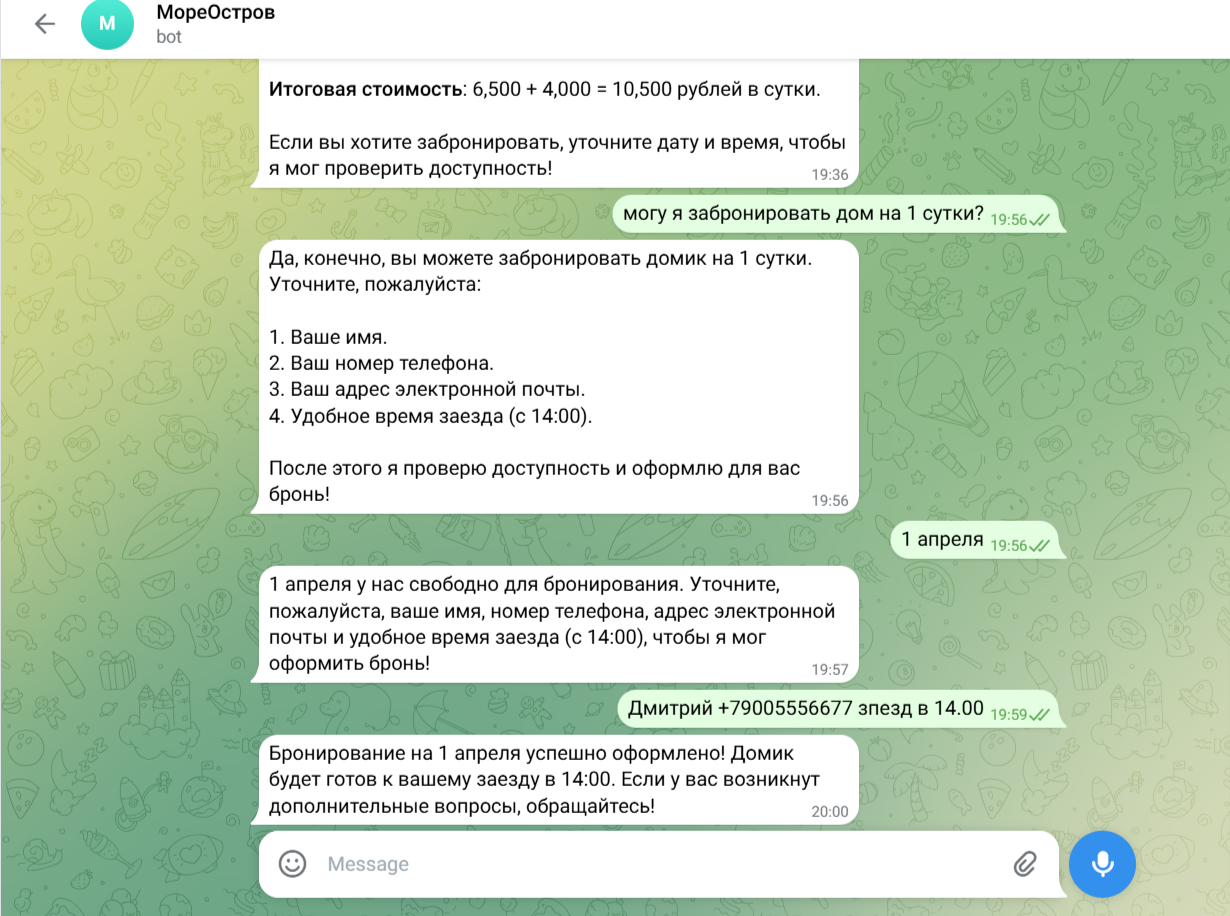 М
МореОстров
bot
Итоговая стоимость: 6,500 + 4,000 = 10,500 рублей в сутки.
Если вы хотите забронировать, уточните дату и время, чтобы
я мог проверить доступность!
19:36
могу я забронировать дом на 1 сутки?
19:56
Да, конечно, вы можете забронировать домик на 1 сутки.
Уточните, пожалуйста:
1. Ваше имя.
2. Ваш номер телефона.
3. Ваш адрес электронной почты.
4. Удобное время заезда (с 14:00).
После этого я проверю доступность и оформлю для вас
бронь!
19:56
1 апреля
19:56
1 апреля у нас свободно для бронирования. Уточните,
пожалуйста, ваше имя, номер телефона, адрес электронной
почты и удобное время заезда (с 14:00), чтобы я мог
оформить бронь!
19:57
Дмитрий +79005556677 зпезд в 14.00
19:59
Бронирование на 1 апреля успешно оформлено! Домик
будет готов к вашему заезду в 14:00. Если у вас возникнут
дополнительные вопросы, обращайтесь!
20:00
Message